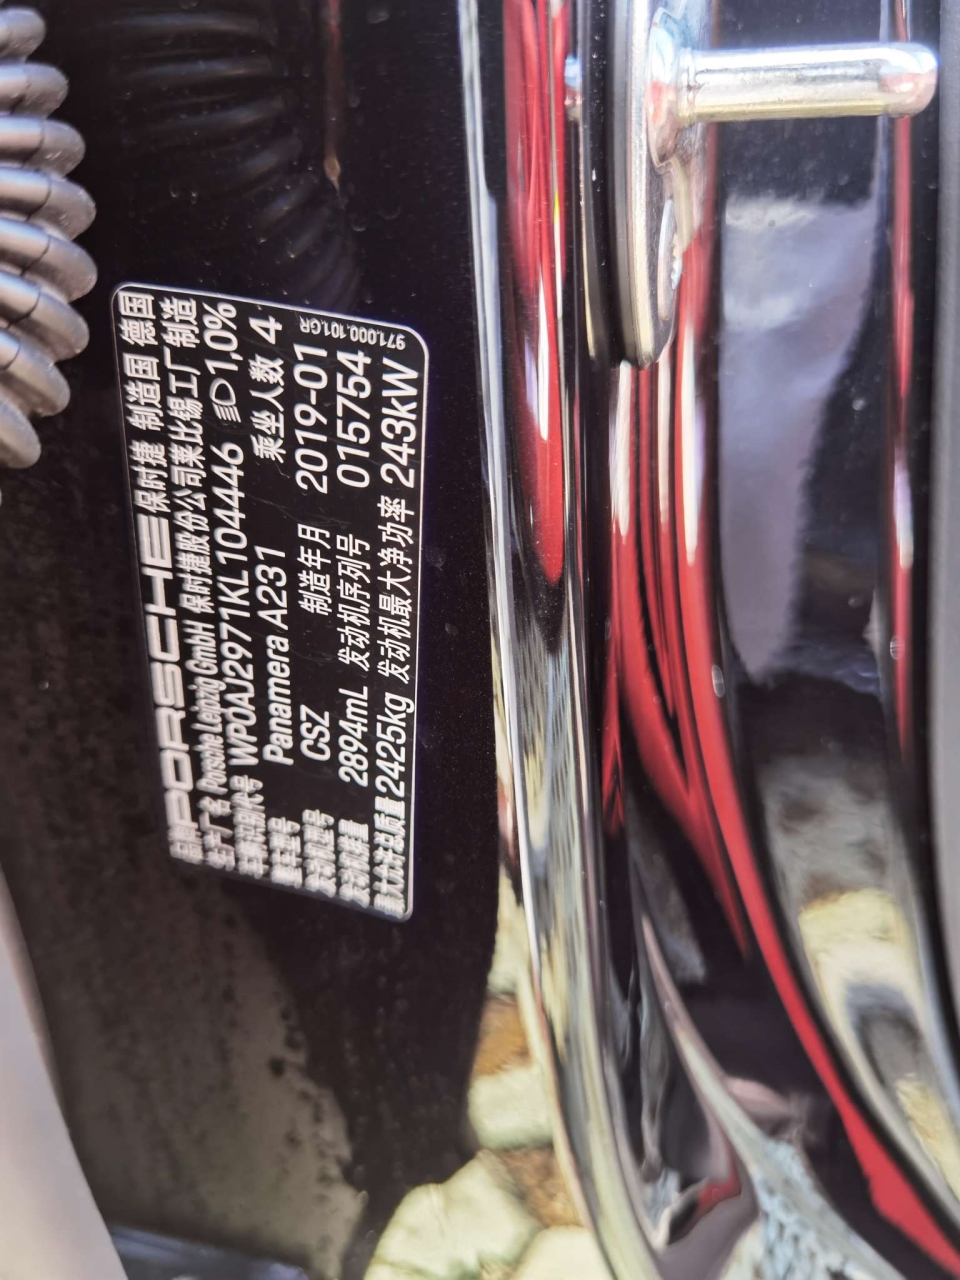 品牌 PORSCHE 保时捷 制造国 德国
生产厂名 Porsche Leipzig GmbH 保时捷股份公司莱比锡工厂制造
车辆识别代号 WP0AJ2971KL104446 1,0%
整车型号 Panamera A231 乘坐人数 4
发动机型号 CSZ 制造年月 2019-01
发动机排量 2894mL 发动机序列号 015754
最大允许总质量 2425kg 发动机最大净功率 243kW
971.000.101.GR